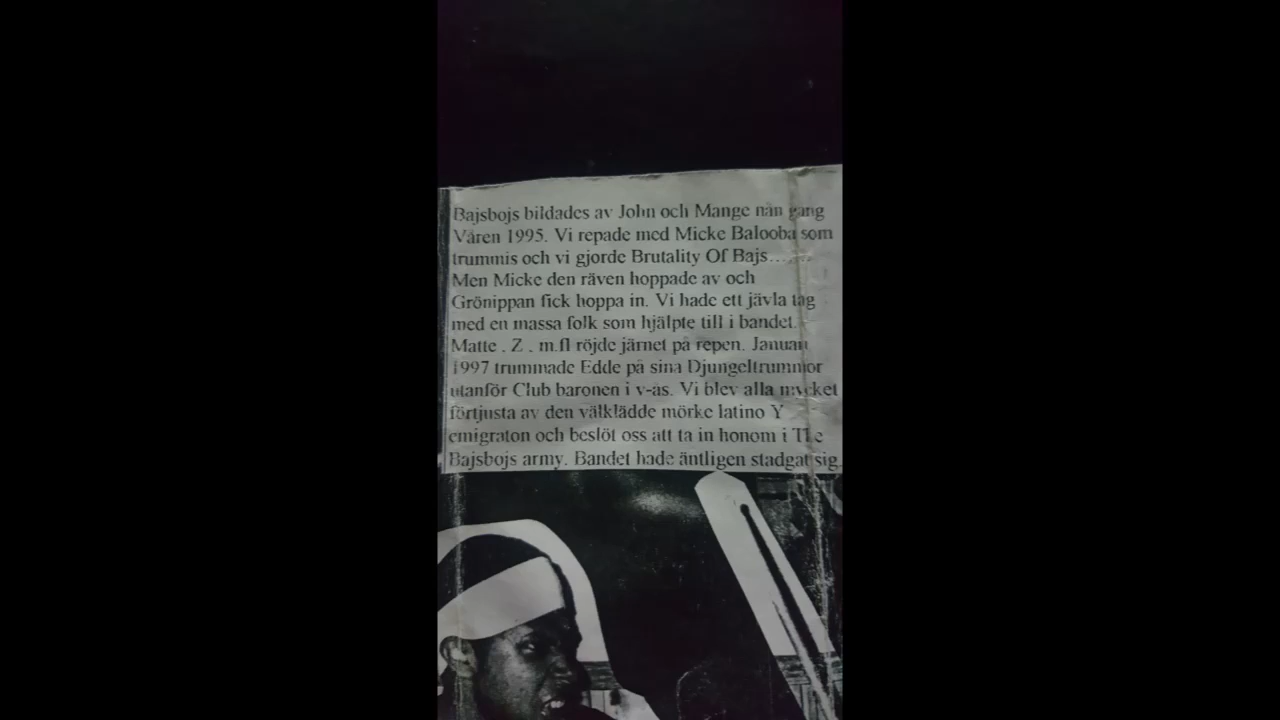 Bajsbojs bildades av John och Mange nån gang
Våren 1995. Vi repade med Micke Balooba som
trummis och vi gjorde Brutality Of Bajs......
Men Micke den räven hoppade av och
Grönippan fick hoppa in. Vi hade ett jävla tag
med en massa folk som hjälpte till i bandet.
Matte . Z . m.fl röjde järnet på repen. Januari
1997 trummade Edde på sina Djungeltrummor
utanför Club baronen i v-ås. Vi blev alla mycket
förtjusta av den välklädde mörke latino Y
emigraton och beslöt oss att ta in honom i The
Bajsbojs army. Bandet hade äntligen stadgat sig.